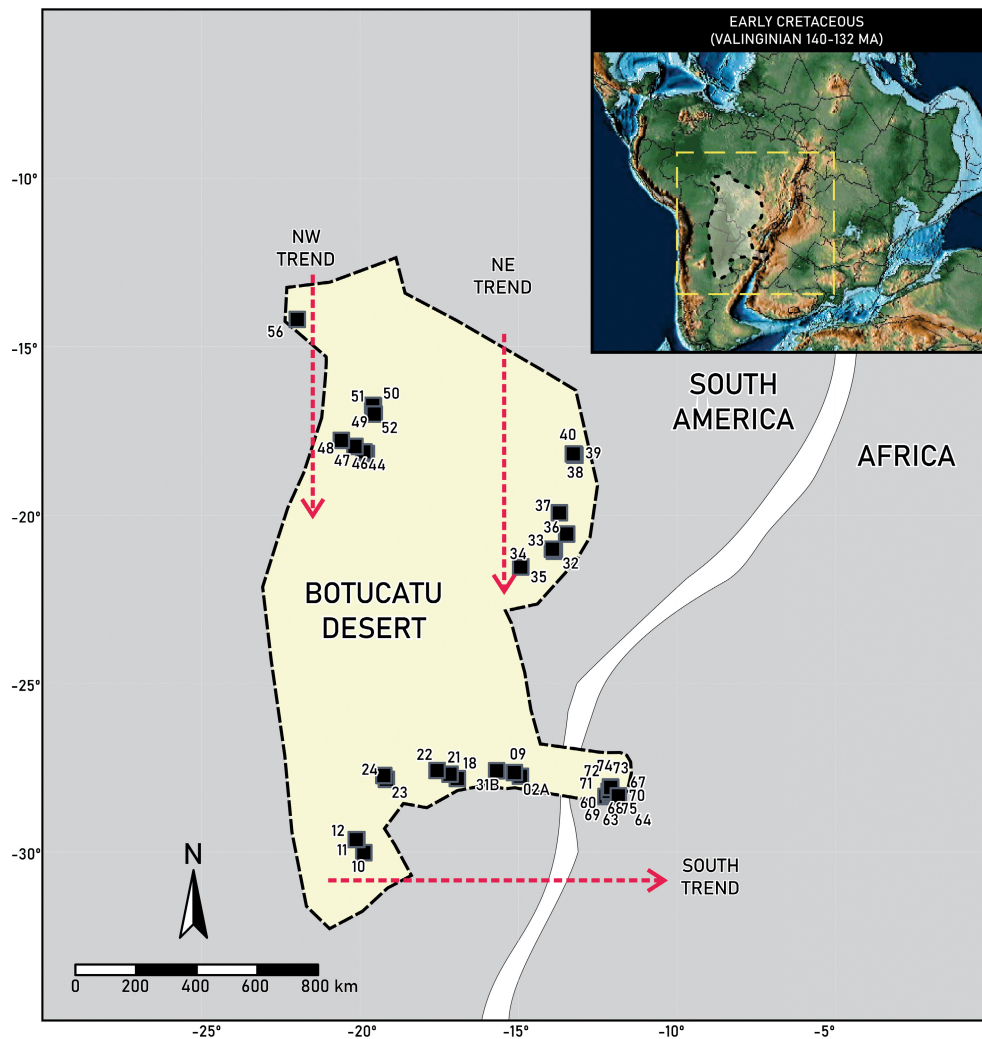 EARLY CRETACEOUS
(VALINGINIAN 140-132 MA)
-10°
NW
TREND
NE
TREND
56
-15°
SOUTH
AMERICA
AFRICA
51 50
49 52
48 47 46 44
40
39
38
-20°
37
36
33
32
34
35
BOTUCATU
DESERT
-25°
24
23
22 21 18
31B
09
02A
72 74 73
71 67
60 68 75 70
69 63 64
12
11
10
-30°
SOUTH
TREND
N
0 200 400 600 800 km
-25° -20° -15° -10° -5°